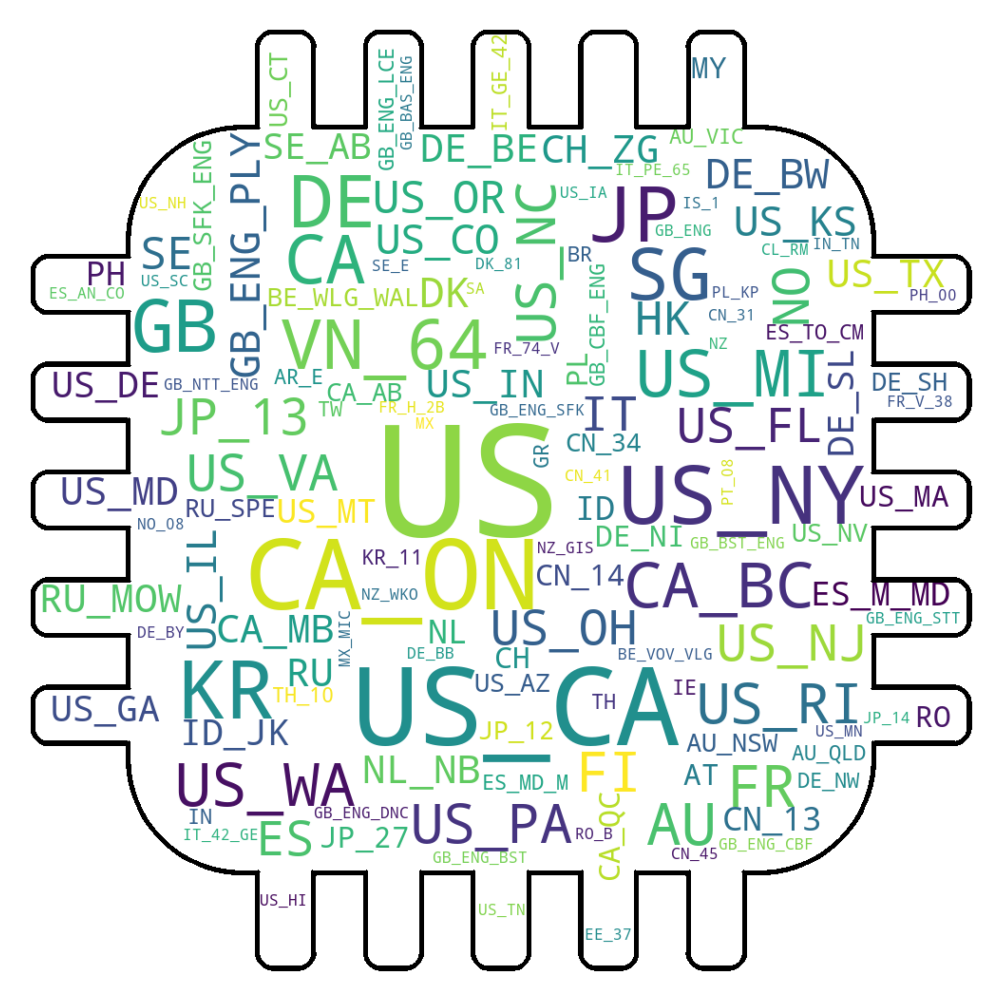 US_CT
GB_ENG_LCE
GB_BAS_ENG
IT_GE_42
MY
GB_SFK_ENG
GB_ENG_PLY
SE_AB
DE_BE
CH_ZG
AU_VIC
IT_PE_65
DE_BW
US_NH
DE
US_OR
US_NC
US_IA
JP
IS_1
US_KS
GB_ENG
SE
CA
US_CO
BR
CL_RM
IN_TN
PH
US_SC
SE_E
DK_81
SG
NO
US_TX
ES_AN_CO
BE_WLG_WAL
DK
SA
GB_CBF_ENG
PL_KP
PH_00
GB
VN_64
HK
CN_31
ES_TO_CM
FR_74_V
PL
NZ
US_DE
GB_NTT_ENG
AR_E
CA_AB
US_IN
US_MI
DE_SL
DE_SH
FR_V_38
JP_13
TW
FR_H_2B
MX
GB_ENG_SFK
IT
US_FL
US
GR
CN_34
US_VA
CN_41
PT_08
US_MD
RU_SPE
US_MT
ID
US_NY
US_MA
NO_08
US_IL
DE_NI
GB_BST_ENG
US_NV
CA_ON
KR_11
NZ_GIS
CN_14
CA_BC
ES_M_MD
RU_MOW
NZ_WKO
GB_ENG_STT
DE_BY
CA_MB
MX_MIC
NL
US_OH
US_NJ
DE_BB
CH
BE_VOV_VLG
KR
RU
TH_10
US_CA
US_AZ
TH
IE
US_RI
US_GA
ID_JK
JP_12
US_MN
JP_14
RO
AU_NSW
AU_QLD
US_WA
NL_NB
ES_MD_M
FI
AT
FR
DE_NW
IN
GB_ENG_DNC
IT_42_GE
ES
JP_27
US_PA
RO_B
CA_QC
AU
CN_13
GB_ENG_BST
CN_45
GB_ENG_CBF
US_HI
US_TN
EE_37